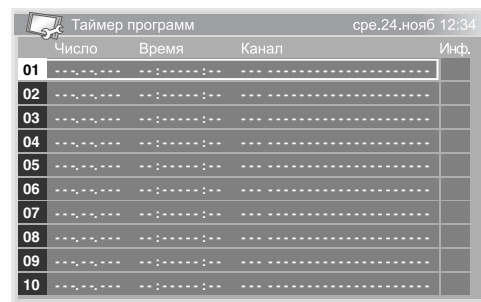 Таймер программ сре.24.нояб 12:34
Число Время Канал Инф.
01 ---.--.--- --:-----:-- --- ----------------------
02 ---.--.--- --:-----:-- --- ----------------------
03 ---.--.--- --:-----:-- --- ----------------------
04 ---.--.--- --:-----:-- --- ----------------------
05 ---.--.--- --:-----:-- --- ----------------------
06 ---.--.--- --:-----:-- --- ----------------------
07 ---.--.--- --:-----:-- --- ----------------------
08 ---.--.--- --:-----:-- --- ----------------------
09 ---.--.--- --:-----:-- --- ----------------------
10 ---.--.--- --:-----:-- --- ----------------------